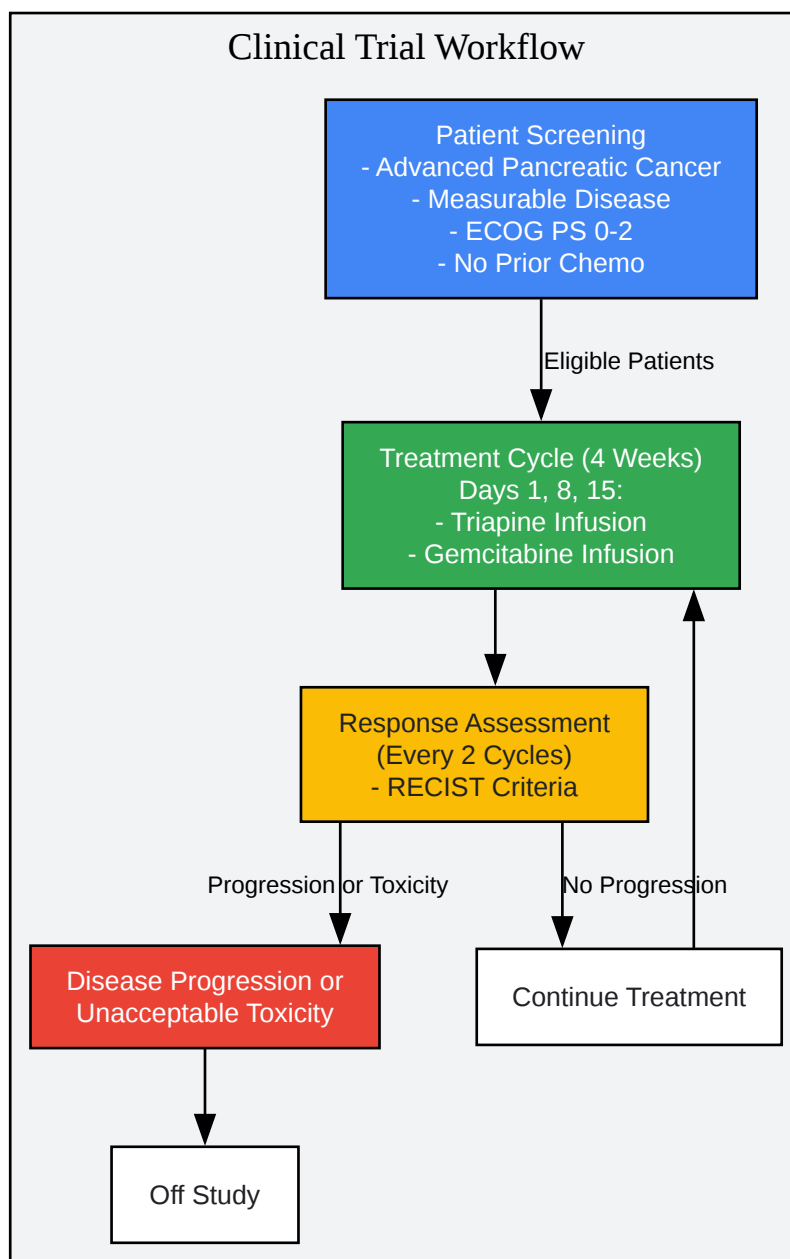 Clinical Trial Workflow
Patient Screening
- Advanced Pancreatic Cancer
- Measurable Disease
- ECOG PS 0-2
- No Prior Chemo
Eligible Patients
Treatment Cycle (4 Weeks)
Days 1, 8, 15:
- Triapine Infusion
- Gemcitabine Infusion
Response Assessment
(Every 2 Cycles)
- RECIST Criteria
Progression or Toxicity
No Progression
Disease Progression or
Unacceptable Toxicity
Continue Treatment
Off Study